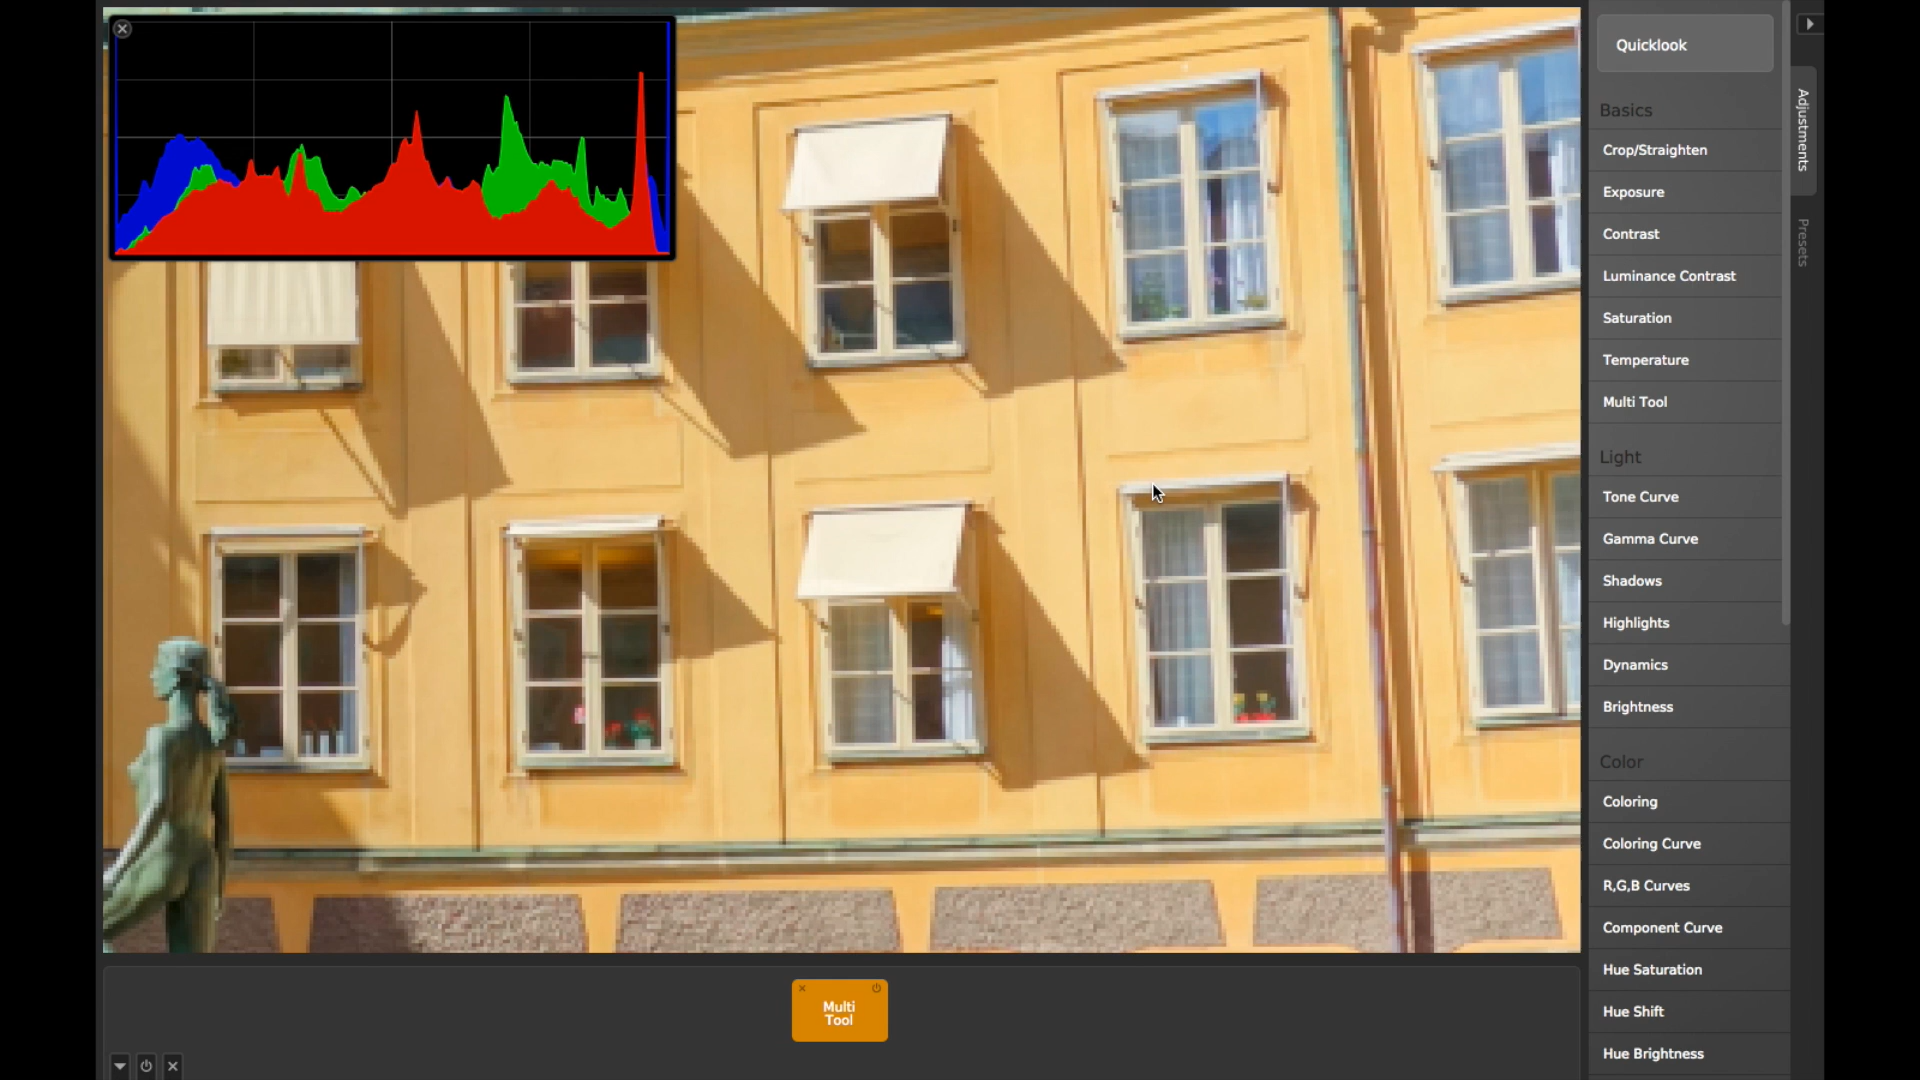 Quicklook
Adjustments
Presets
Basics
Crop/Straighten
Exposure
Contrast
Luminance Contrast
Saturation
Temperature
Multi Tool
Light
Tone Curve
Gamma Curve
Shadows
Highlights
Dynamics
Brightness
Color
Coloring
Coloring Curve
R,G,B Curves
Component Curve
Hue Saturation
Hue Shift
Hue Brightness
Multi
Tool